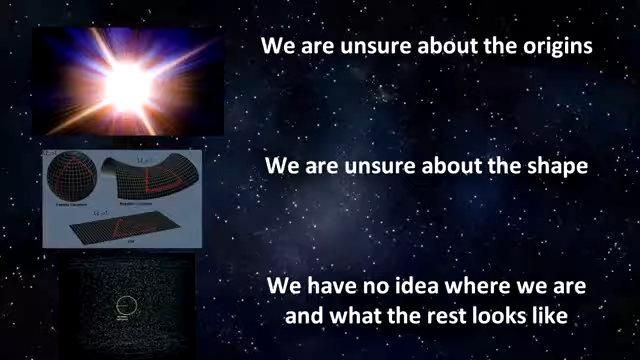 We are unsure about the origins
We are unsure about the shape
We have no idea where we are
and what the rest looks like